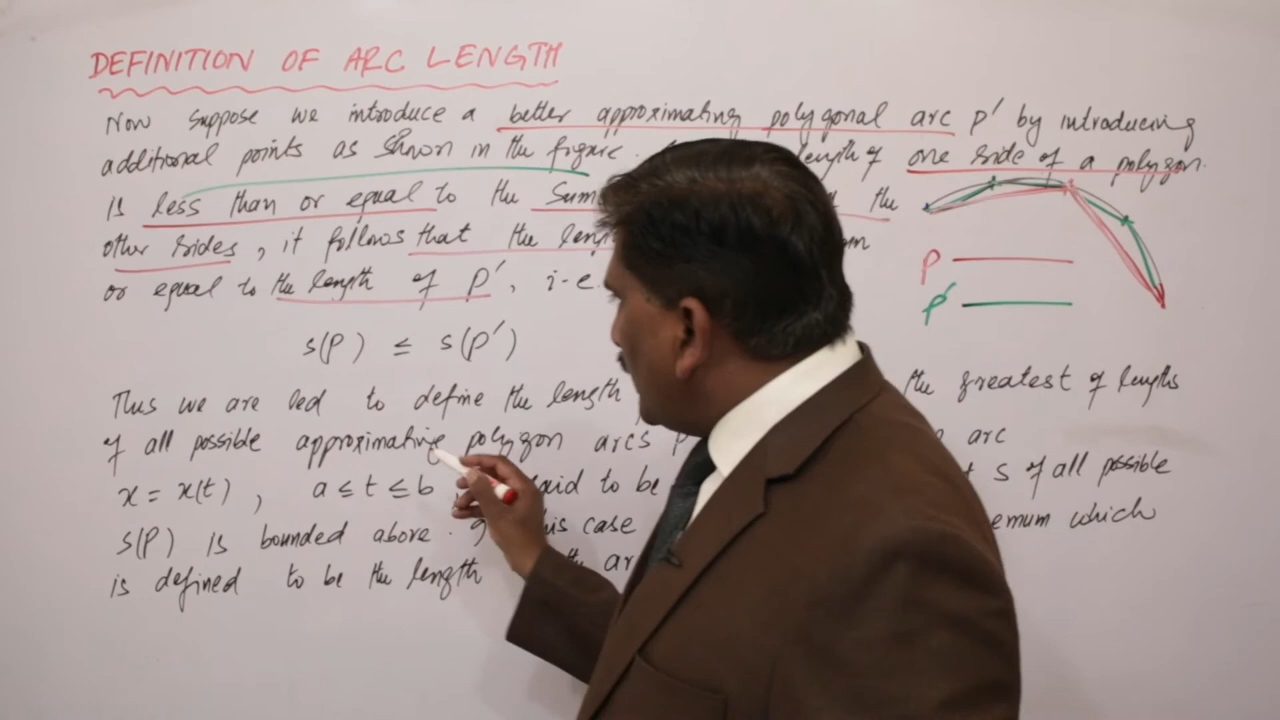 DEFINITION OF ARC LENGTH
Now suppose we introduce a better approximating polygonal arc P' by introducing
additional points as shown in the figure. length of one side of a polygon.
is less than or equal to the Sum the
other sides, it follows that the
or equal to the length of P', i-e.
P
P'
S(P) ≤ S(P')
Thus we are led to define the length the greatest of lengths
of all possible approximating polygon arcs P arc
x = x(t), a ≤ t ≤ b said to be S of all possible
S(P) is bounded above. case which
is defined to be the length